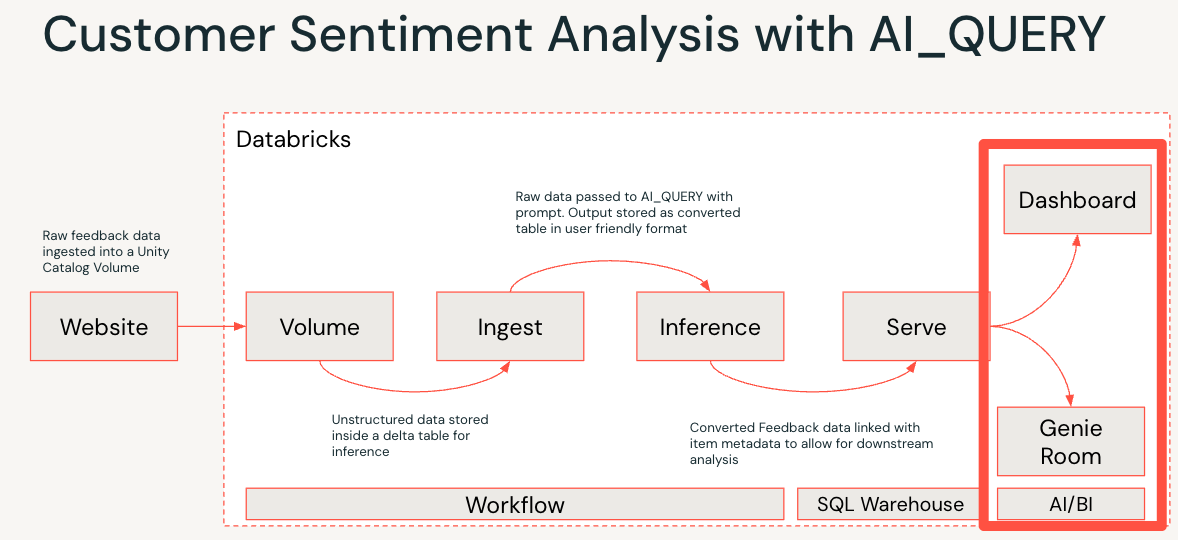 Customer Sentiment Analysis with AI_QUERY
Databricks
Raw feedback data
ingested into a Unity
Catalog Volume
Raw data passed to AI_QUERY with
prompt. Output stored as converted
table in user friendly format
Dashboard
Website
Volume
Ingest
Inference
Serve
Unstructured data stored
inside a delta table for
inference
Converted Feedback data linked with
item metadata to allow for downstream
analysis
Genie
Room
Workflow
SQL Warehouse
AI/BI